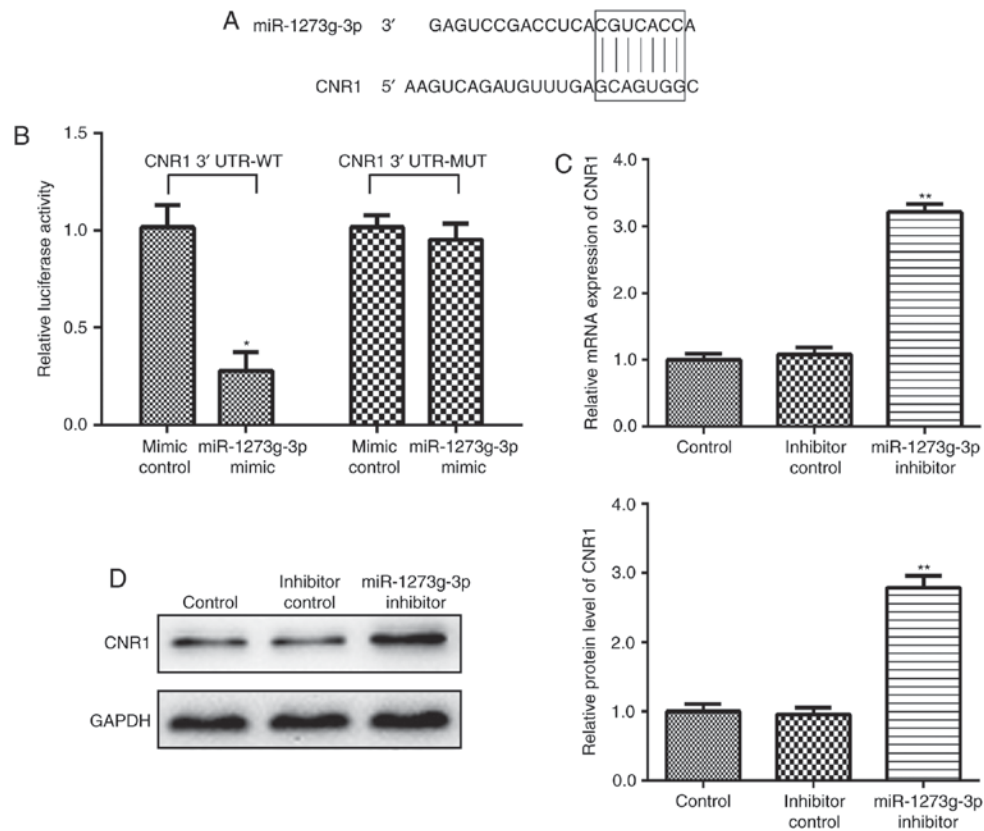 A
miR-1273g-3p 3′ GAGUCCGACCUCACGUCACCA
CNR1 5′ AAGUCAGAUGUUUGAGCAGUGGC
B
1.5
1.0
0.5
0.0
Relative luciferase activity
CNR1 3′ UTR-WT
CNR1 3′ UTR-MUT
*
Mimic control
miR-1273g-3p mimic
Mimic control
miR-1273g-3p mimic
C
4.0
3.0
2.0
1.0
0.0
Relative mRNA expression of CNR1
**
Control
Inhibitor control
miR-1273g-3p inhibitor
D
Control
Inhibitor control
miR-1273g-3p inhibitor
CNR1
GAPDH
4.0
3.0
2.0
1.0
0.0
Relative protein level of CNR1
**
Control
Inhibitor control
miR-1273g-3p inhibitor